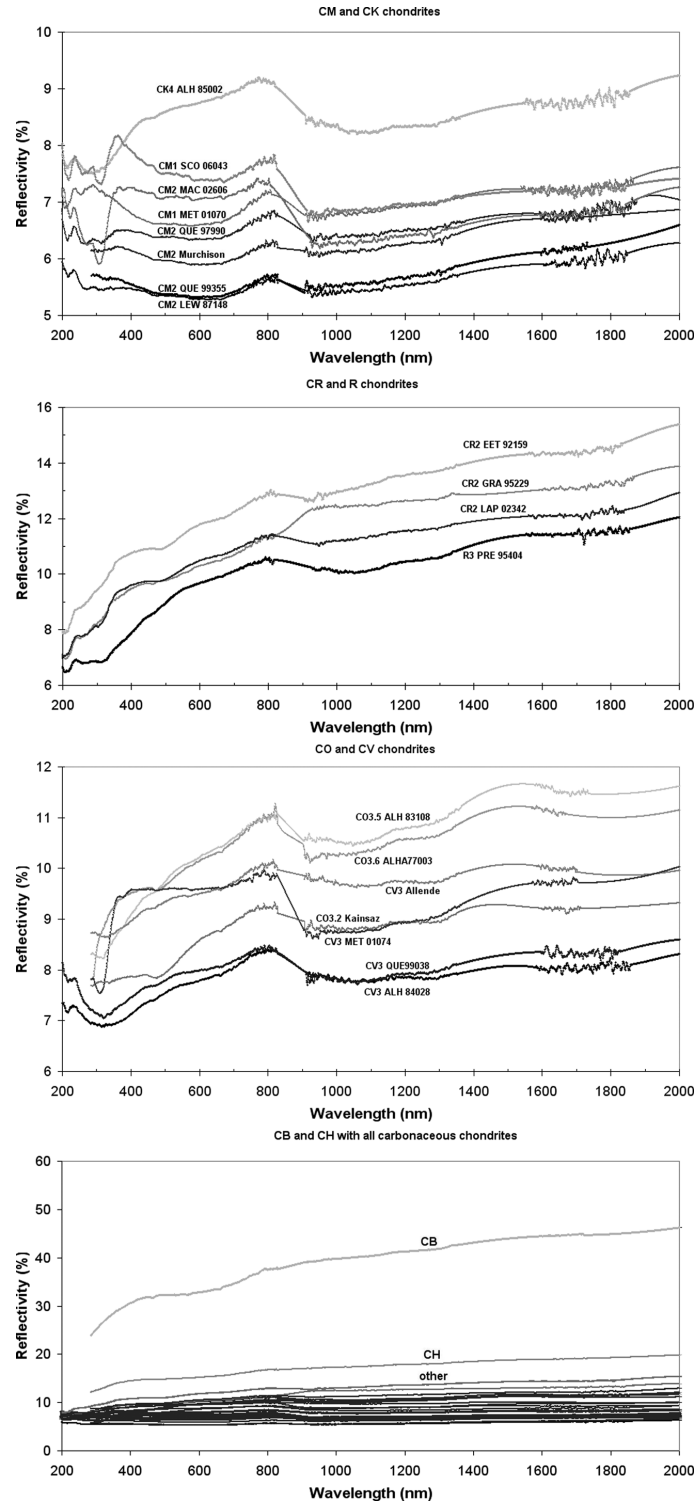 CM and CK chondrites
10
9
8
7
6
5
Reflectivity (%)
CK4 ALH 85002
CM1 SCO 06043
CM2 MAC 02606
CM1 MET 01070
CM2 QUE 97990
CM2 Murchison
CM2 QUE 99355
CM2 LEW 87148
200 400 600 800 1000 1200 1400 1600 1800 2000
Wavelength (nm)
CR and R chondrites
16
14
12
10
8
6
Reflectivity (%)
CR2 EET 92159
CR2 GRA 95229
CR2 LAP 02342
R3 PRE 95404
200 400 600 800 1000 1200 1400 1600 1800 2000
Wavelength (nm)
CO and CV chondrites
12
11
10
9
8
7
6
Reflectivity (%)
CO3.5 ALH 83108
CO3.6 ALHA77003
CV3 Allende
CO3.2 Kainsaz
CV3 MET 01074
CV3 QUE99038
CV3 ALH 84028
200 400 600 800 1000 1200 1400 1600 1800 2000
Wavelength (nm)
CB and CH with all carbonaceous chondrites
60
50
40
30
20
10
0
Reflectivity (%)
CB
CH
other
200 400 600 800 1000 1200 1400 1600 1800 2000
Wavelength (nm)